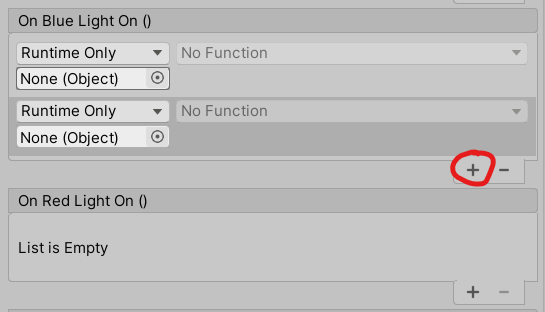 On Blue Light On ()
Runtime Only No Function
None (Object)
Runtime Only No Function
None (Object)
+ −
On Red Light On ()
List is Empty
+ −